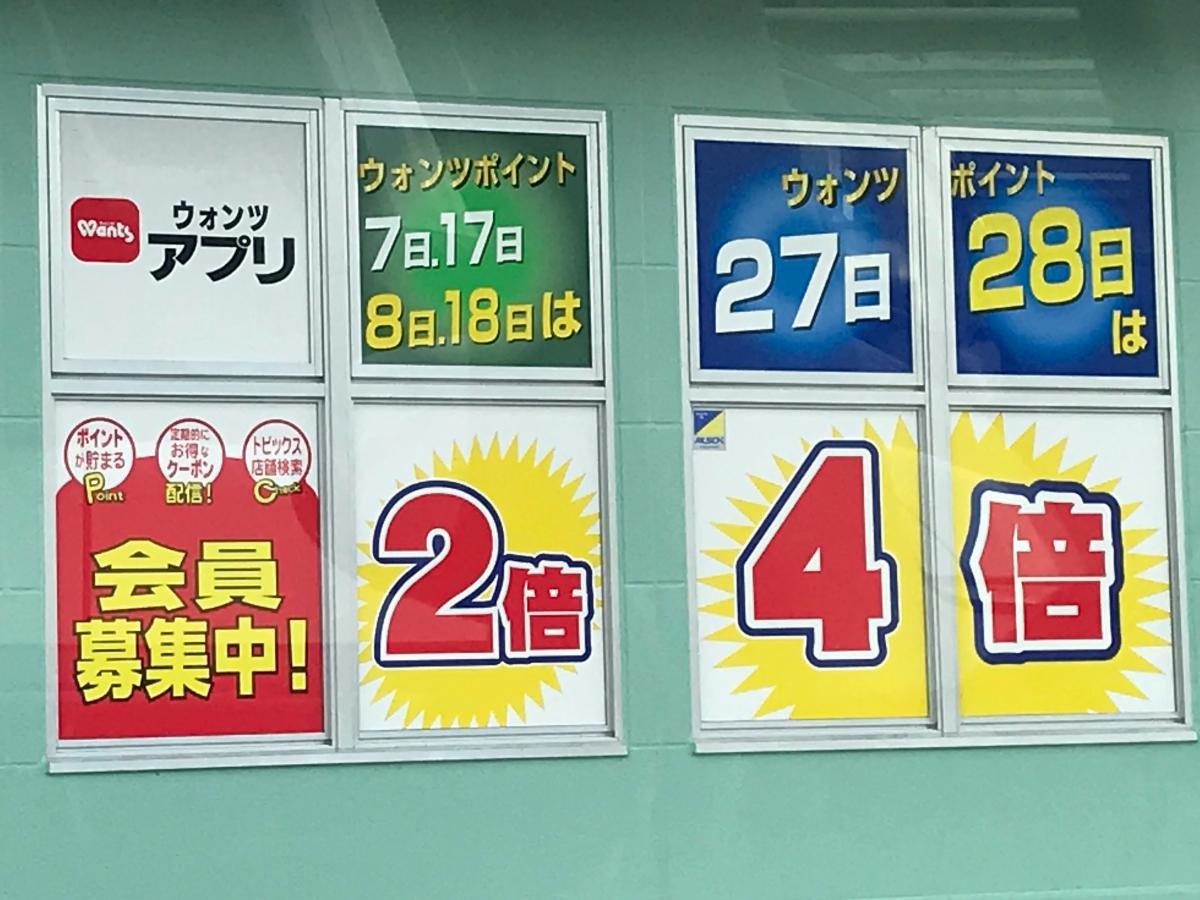 Wants
ウォンツ
アプリ
ポイント
が貯まる
Point
定期的に
お得な
クーポン
配信!
トピックス
店舗検索
Check
会員
募集中!
ウォンツポイント
7日.17日
8日.18日は
2倍
ウォンツポイント
27日28日
は
4倍